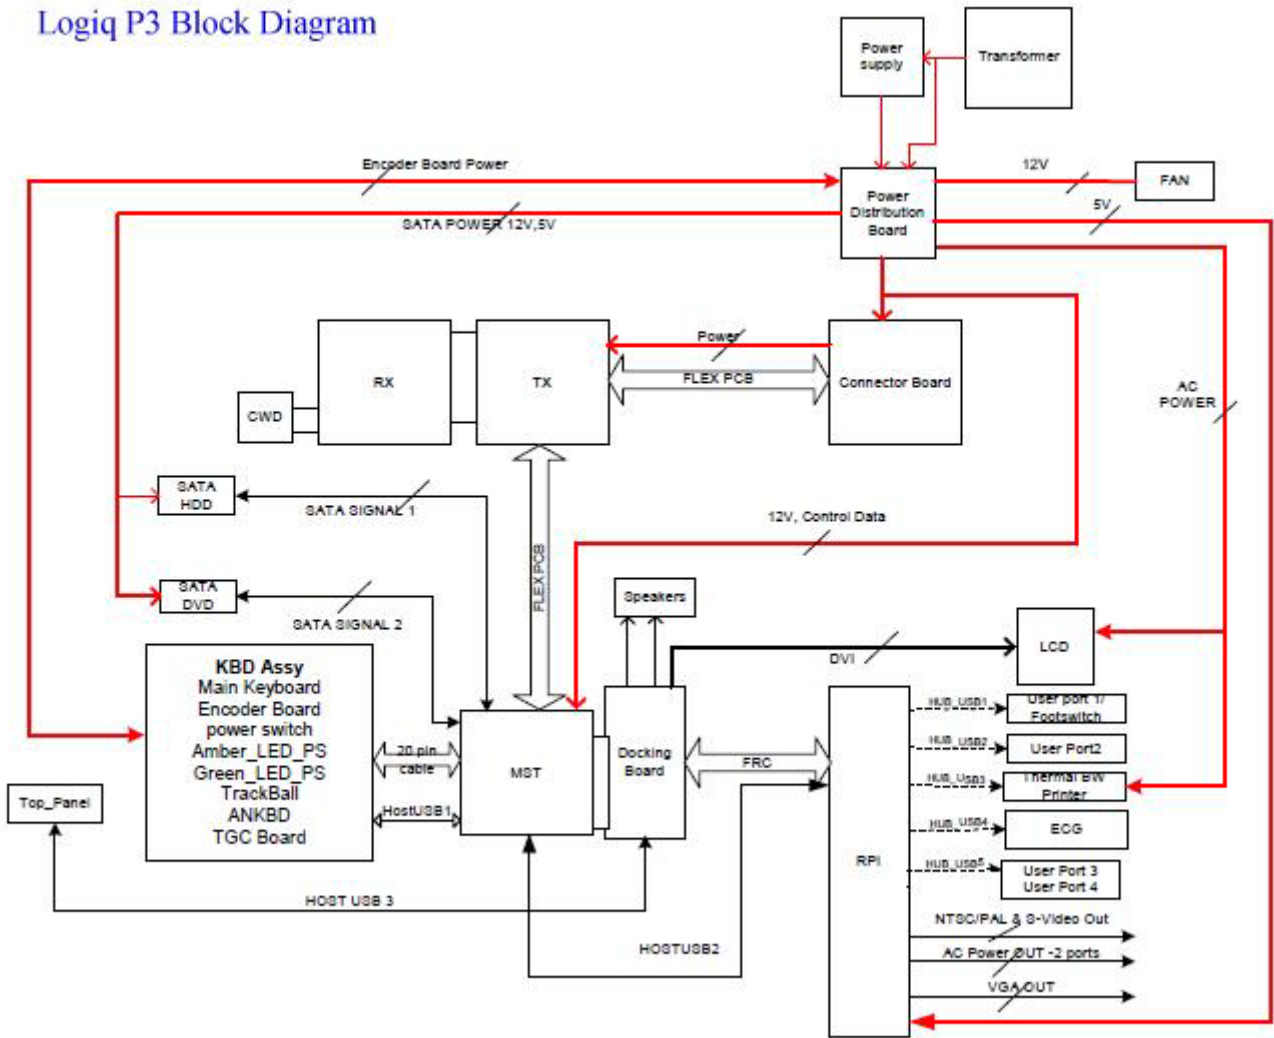 Logiq P3 Block Diagram
Power
supply
Transformer
Encoder Board Power
12V
FAN
Power
Distribution
Board
5V
SATA POWER 12V,5V
Power
RX
TX
FLEX PCB
Connector Board
AC
POWER
CWD
SATA
HDD
SATA SIGNAL 1
12V, Control Data
FLEX PCB
SATA
DVD
SATA SIGNAL 2
Speakers
DVI
LCD
KBD Assy
Main Keyboard
Encoder Board
power switch
Amber_LED_PS
Green_LED_PS
TrackBall
ANKBD
TGC Board
20 pin
cable
HostUSB1
MST
Docking
Board
FRC
RPI
HUB_USB1
User port 1/
Footswitch
HUB_USB2
User Port2
HUB_USB3
Thermal BW
Printer
HUB_USB4
ECG
HUB_USB5
User Port 3
User Port 4
Top_Panel
HOST USB 3
HOSTUSB2
NTSC/PAL & S-Video Out
AC Power OUT -2 ports
VGA OUT